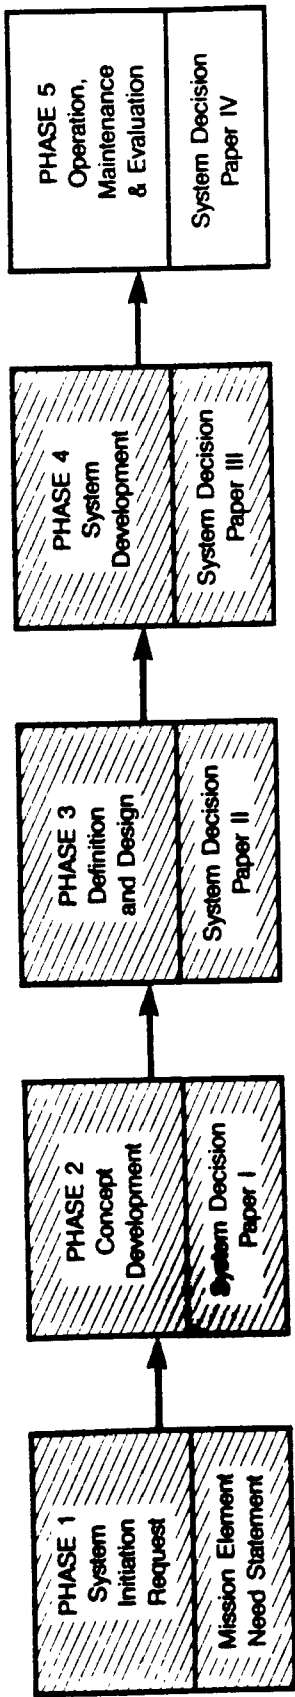 PHASE 1
System
Initiation
Request
Mission Element
Need Statement
PHASE 2
Concept
Development
System Decision
Paper I
PHASE 3
Definition
and Design
System Decision
Paper II
PHASE 4
System
Development
System Decision
Paper III
PHASE 5
Operation,
Maintenance
& Evaluation
System Decision
Paper IV